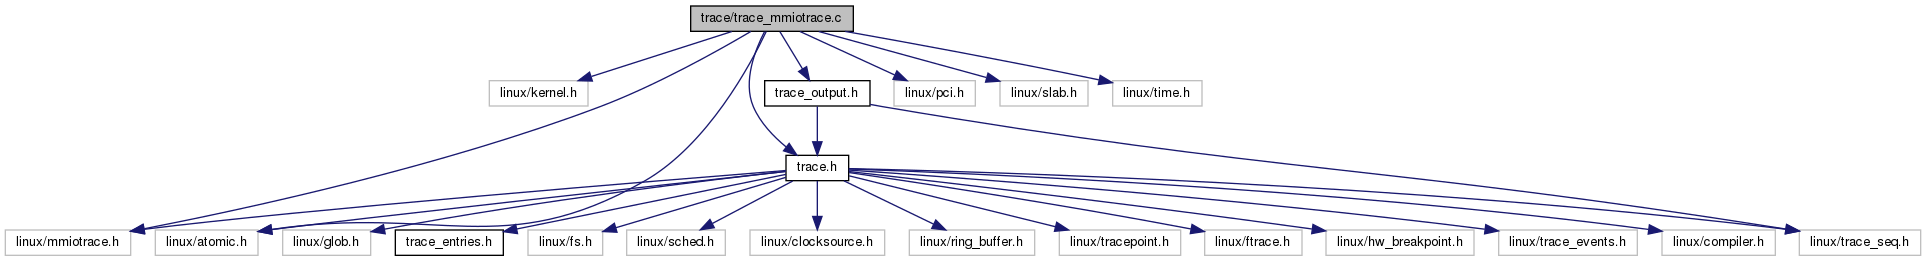 trace/trace_mmiotrace.c
linux/kernel.h
trace_output.h
linux/pci.h
linux/slab.h
linux/time.h
trace.h
linux/mmiotrace.h
linux/atomic.h
linux/glob.h
trace_entries.h
linux/fs.h
linux/sched.h
linux/clocksource.h
linux/ring_buffer.h
linux/tracepoint.h
linux/ftrace.h
linux/hw_breakpoint.h
linux/trace_events.h
linux/compiler.h
linux/trace_seq.h